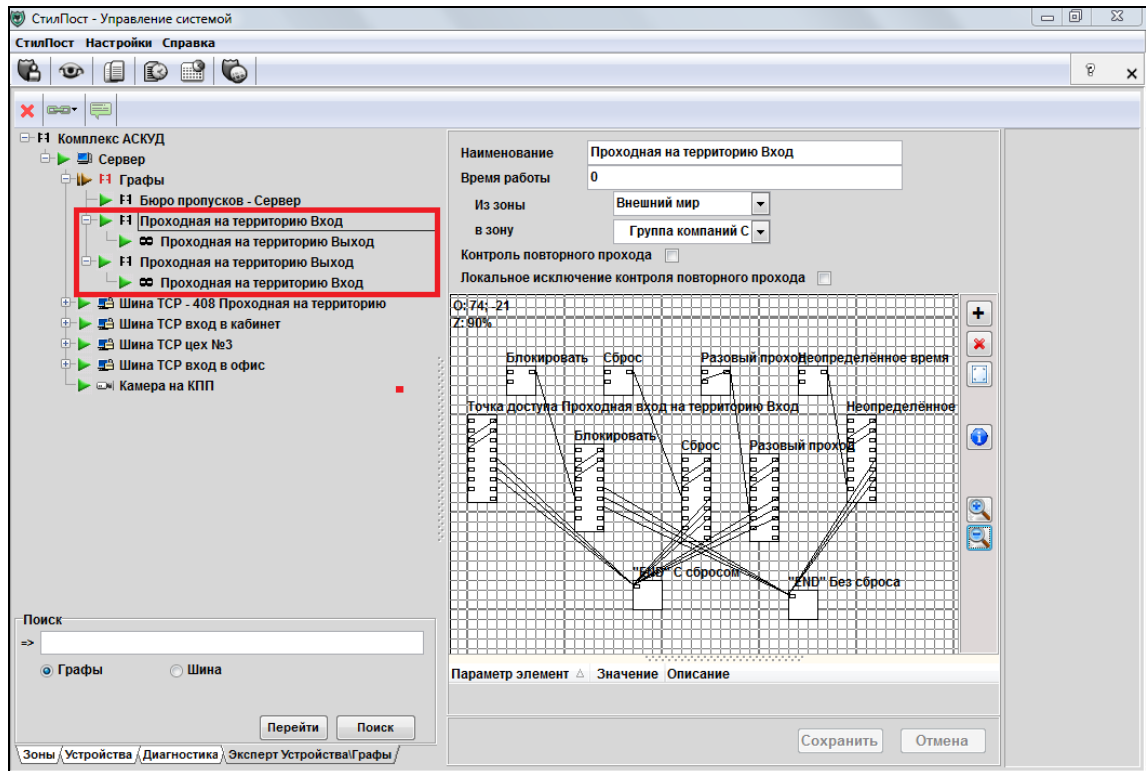 СтилПост - Управление системой
СтилПост Настройки Справка
Комплекс АСКУД
Сервер
Графы
Бюро пропусков - Сервер
Проходная на территорию Вход
Проходная на территорию Выход
Проходная на территорию Выход
Проходная на территорию Вход
Шина TCP - 408 Проходная на территорию
Шина TCP вход в кабинет
Шина TCP цех №3
Шина TCP вход в офис
Камера на КПП
Поиск
=>
Графы
Шина
Перейти
Поиск
Зоны Устройства Диагностика Эксперт Устройства\Графы
Наименование Проходная на территорию Вход
Время работы 0
Из зоны Внешний мир
в зону Группа компаний С
Контроль повторного прохода
Локальное исключение контроля повторного прохода
O: 74; -21
Z: 90%
Блокировать Сброс Разовый проход Неопределённое время
Точка доступа Проходная вход на территорию Вход Неопределённое
Блокировать Сброс Разовый проход
"END" С сбросом "END" Без сброса
Параметр элемент Значение Описание
Сохранить Отмена